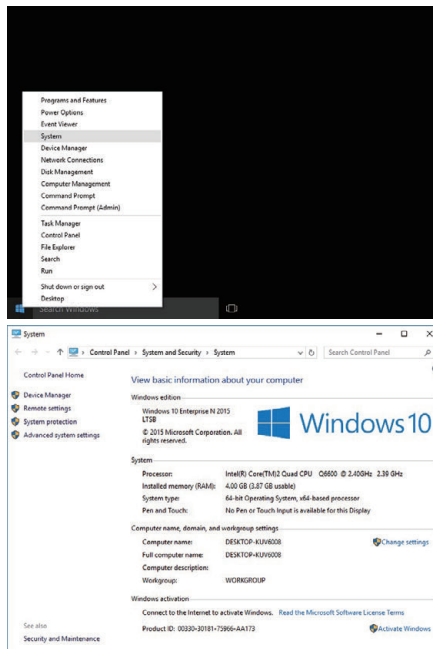 Programs and Features
Power Options
Event Viewer
System
Device Manager
Network Connections
Disk Management
Computer Management
Command Prompt
Command Prompt (Admin)
Task Manager
Control Panel
File Explorer
Search
Run
Shut down or sign out
Desktop
Search Windows
System
Control Panel > System and Security > System
Search Control Panel
Control Panel Home
Device Manager
Remote settings
System protection
Advanced system settings
View basic information about your computer
Windows edition
Windows 10 Enterprise N 2015
LTSB
© 2015 Microsoft Corporation. All
rights reserved.
Windows 10
System
Processor: Intel(R) Core(TM)2 Quad CPU Q6600 @ 2.40GHz 2.39 GHz
Installed memory (RAM): 4.00 GB (3.87 GB usable)
System type: 64-bit Operating System, x64-based processor
Pen and Touch: No Pen or Touch Input is available for this Display
Computer name, domain, and workgroup settings
Computer name: DESKTOP-KUV6008 Change settings
Full computer name: DESKTOP-KUV6008
Computer description:
Workgroup: WORKGROUP
Windows activation
Connect to the Internet to activate Windows. Read the Microsoft Software License Terms
Product ID: 00330-30181-75966-AA173 Activate Windows
See also
Security and Maintenance